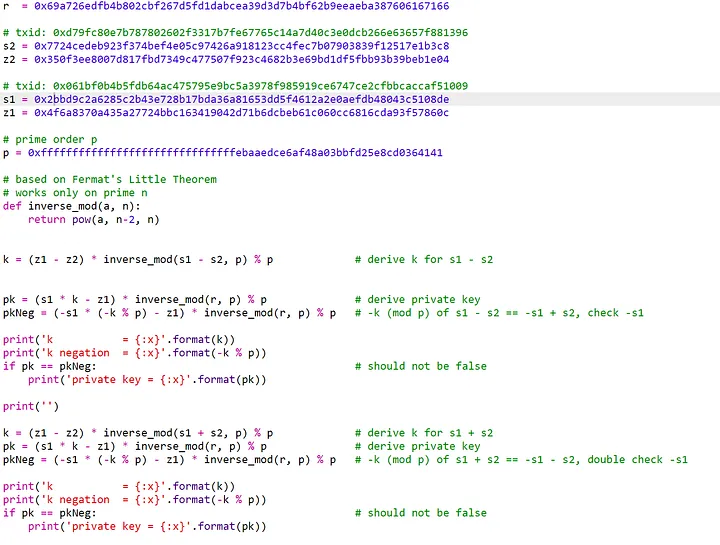 r  = 0x69a726edfb4b802cbf267d5fd1dabcea39d3d7b4bf62b9eeaeba387606167166
# txid: 0xd79fc80e7b787802602f3317b7fe67765c14a7d40c3e0dcb266e63657f881396
s2 = 0x7724cedeb923f374bef4e05c97426a918123cc4fec7b07903839f12517e1b3c8
z2 = 0x350f3ee8007d817fbd7349c477507f923c4682b3e69bd1df5fbb93b39beb1e04
# txid: 0x061bf0b4b5fdb64ac475795e9bc5a3978f985919ce6747ce2cfbbcaccaf51009
s1 = 0x2bbd9c2a6285c2b43e728b17bda36a81653dd5f4612a2e0aefdb48043c5108de
z1 = 0x4f6a8370a435a27724bbc163419042d71b6dcbeb61c060cc6816cda93f57860c
# prime order p
p = 0xfffffffffffffffffffffffffffffffebaaedce6af48a03bbfd25e8cd0364141
# based on Fermat's Little Theorem
# works only on prime n
def inverse_mod(a, n):
    return pow(a, n-2, n)
k = (z1 - z2) * inverse_mod(s1 - s2, p) % p             # derive k for s1 - s2
pk = (s1 * k - z1) * inverse_mod(r, p) % p              # derive private key
pkNeg = (-s1 * (-k % p) - z1) * inverse_mod(r, p) % p   # -k (mod p) of s1 - s2 == -s1 + s2, check -s1
print('k           = {:x}'.format(k))
print('k negation  = {:x}'.format(-k % p))
if pk == pkNeg:                                         # should not be false
    print('private key = {:x}'.format(pk))
print('')
k = (z1 - z2) * inverse_mod(s1 + s2, p) % p             # derive k for s1 + s2
pk = (s1 * k - z1) * inverse_mod(r, p) % p              # derive private key
pkNeg = (-s1 * (-k % p) - z1) * inverse_mod(r, p) % p   # -k (mod p) of s1 + s2 == -s1 - s2, double check -s1
print('k           = {:x}'.format(k))
print('k negation  = {:x}'.format(-k % p))
if pk == pkNeg:                                         # should not be false
    print('private key = {:x}'.format(pk))